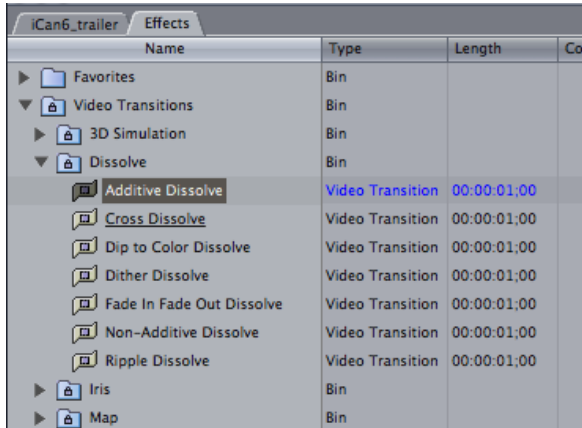 iCan6_trailer Effects
Name Type Length Co
Favorites Bin
Video Transitions Bin
3D Simulation Bin
Dissolve Bin
Additive Dissolve Video Transition 00:00:01;00
Cross Dissolve Video Transition 00:00:01;00
Dip to Color Dissolve Video Transition 00:00:01;00
Dither Dissolve Video Transition 00:00:01;00
Fade In Fade Out Dissolve Video Transition 00:00:01;00
Non-Additive Dissolve Video Transition 00:00:01;00
Ripple Dissolve Video Transition 00:00:01;00
Iris Bin
Map Bin